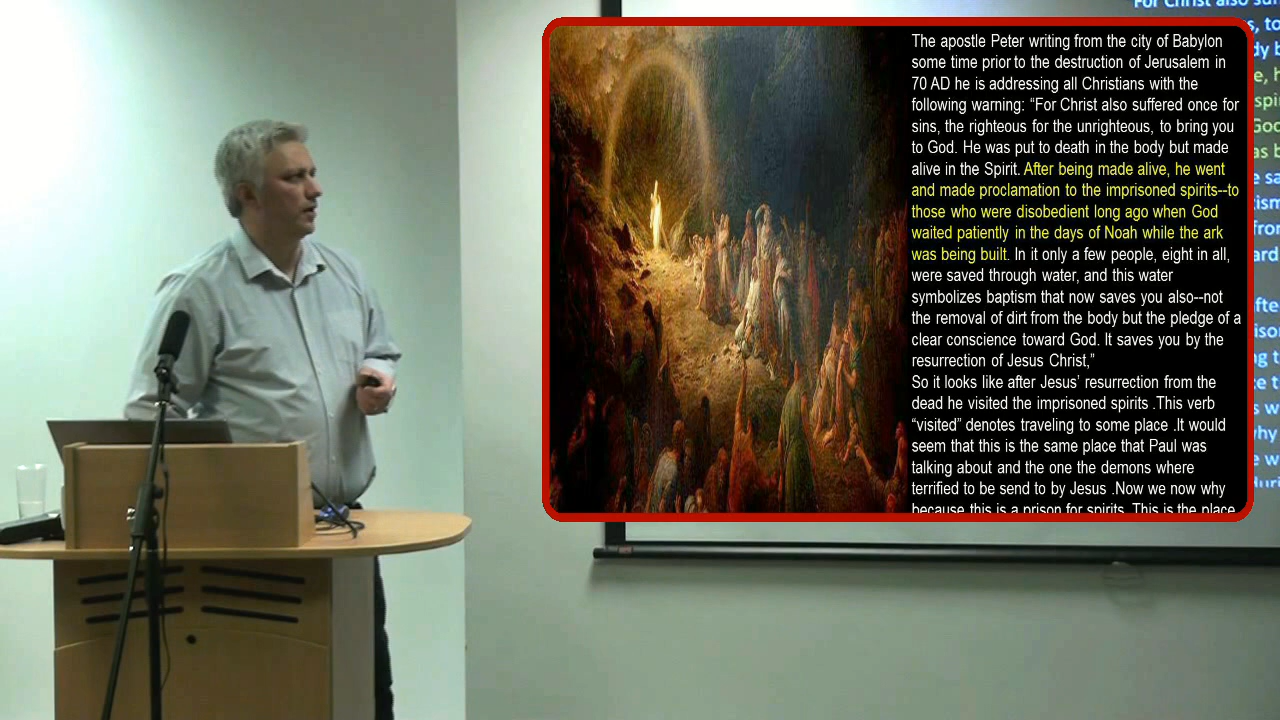 The apostle Peter writing from the city of Babylon
some time prior to the destruction of Jerusalem in
70 AD he is addressing all Christians with the
following warning: “For Christ also suffered once for
sins, the righteous for the unrighteous, to bring you
to God. He was put to death in the body but made
alive in the Spirit. After being made alive, he went
and made proclamation to the imprisoned spirits--to
those who were disobedient long ago when God
waited patiently in the days of Noah while the ark
was being built. In it only a few people, eight in all,
were saved through water, and this water
symbolizes baptism that now saves you also--not
the removal of dirt from the body but the pledge of a
clear conscience toward God. It saves you by the
resurrection of Jesus Christ,”
So it looks like after Jesus’ resurrection from the
dead he visited the imprisoned spirits .This verb
“visited” denotes traveling to some place .It would
seem that this is the same place that Paul was
talking about and the one the demons where
terrified to be send to by Jesus .Now we now why
because this is a prison for spirits. This is the place
For Christ also